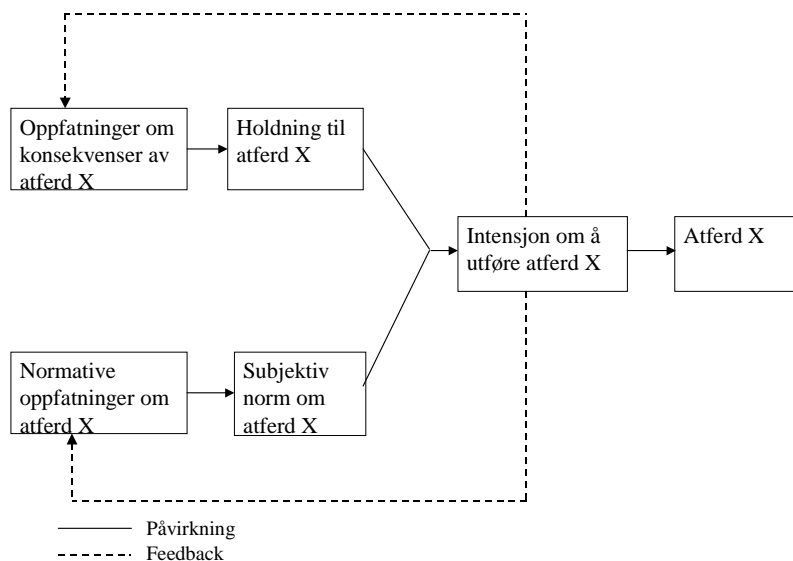 Oppfatninger om
konsekvenser av
atferd X
Holdning til
atferd X
Intensjon om å
utføre atferd X
Atferd X
Normative
oppfatninger om
atferd X
Subjektiv
norm om
atferd X
Påvirkning
Feedback